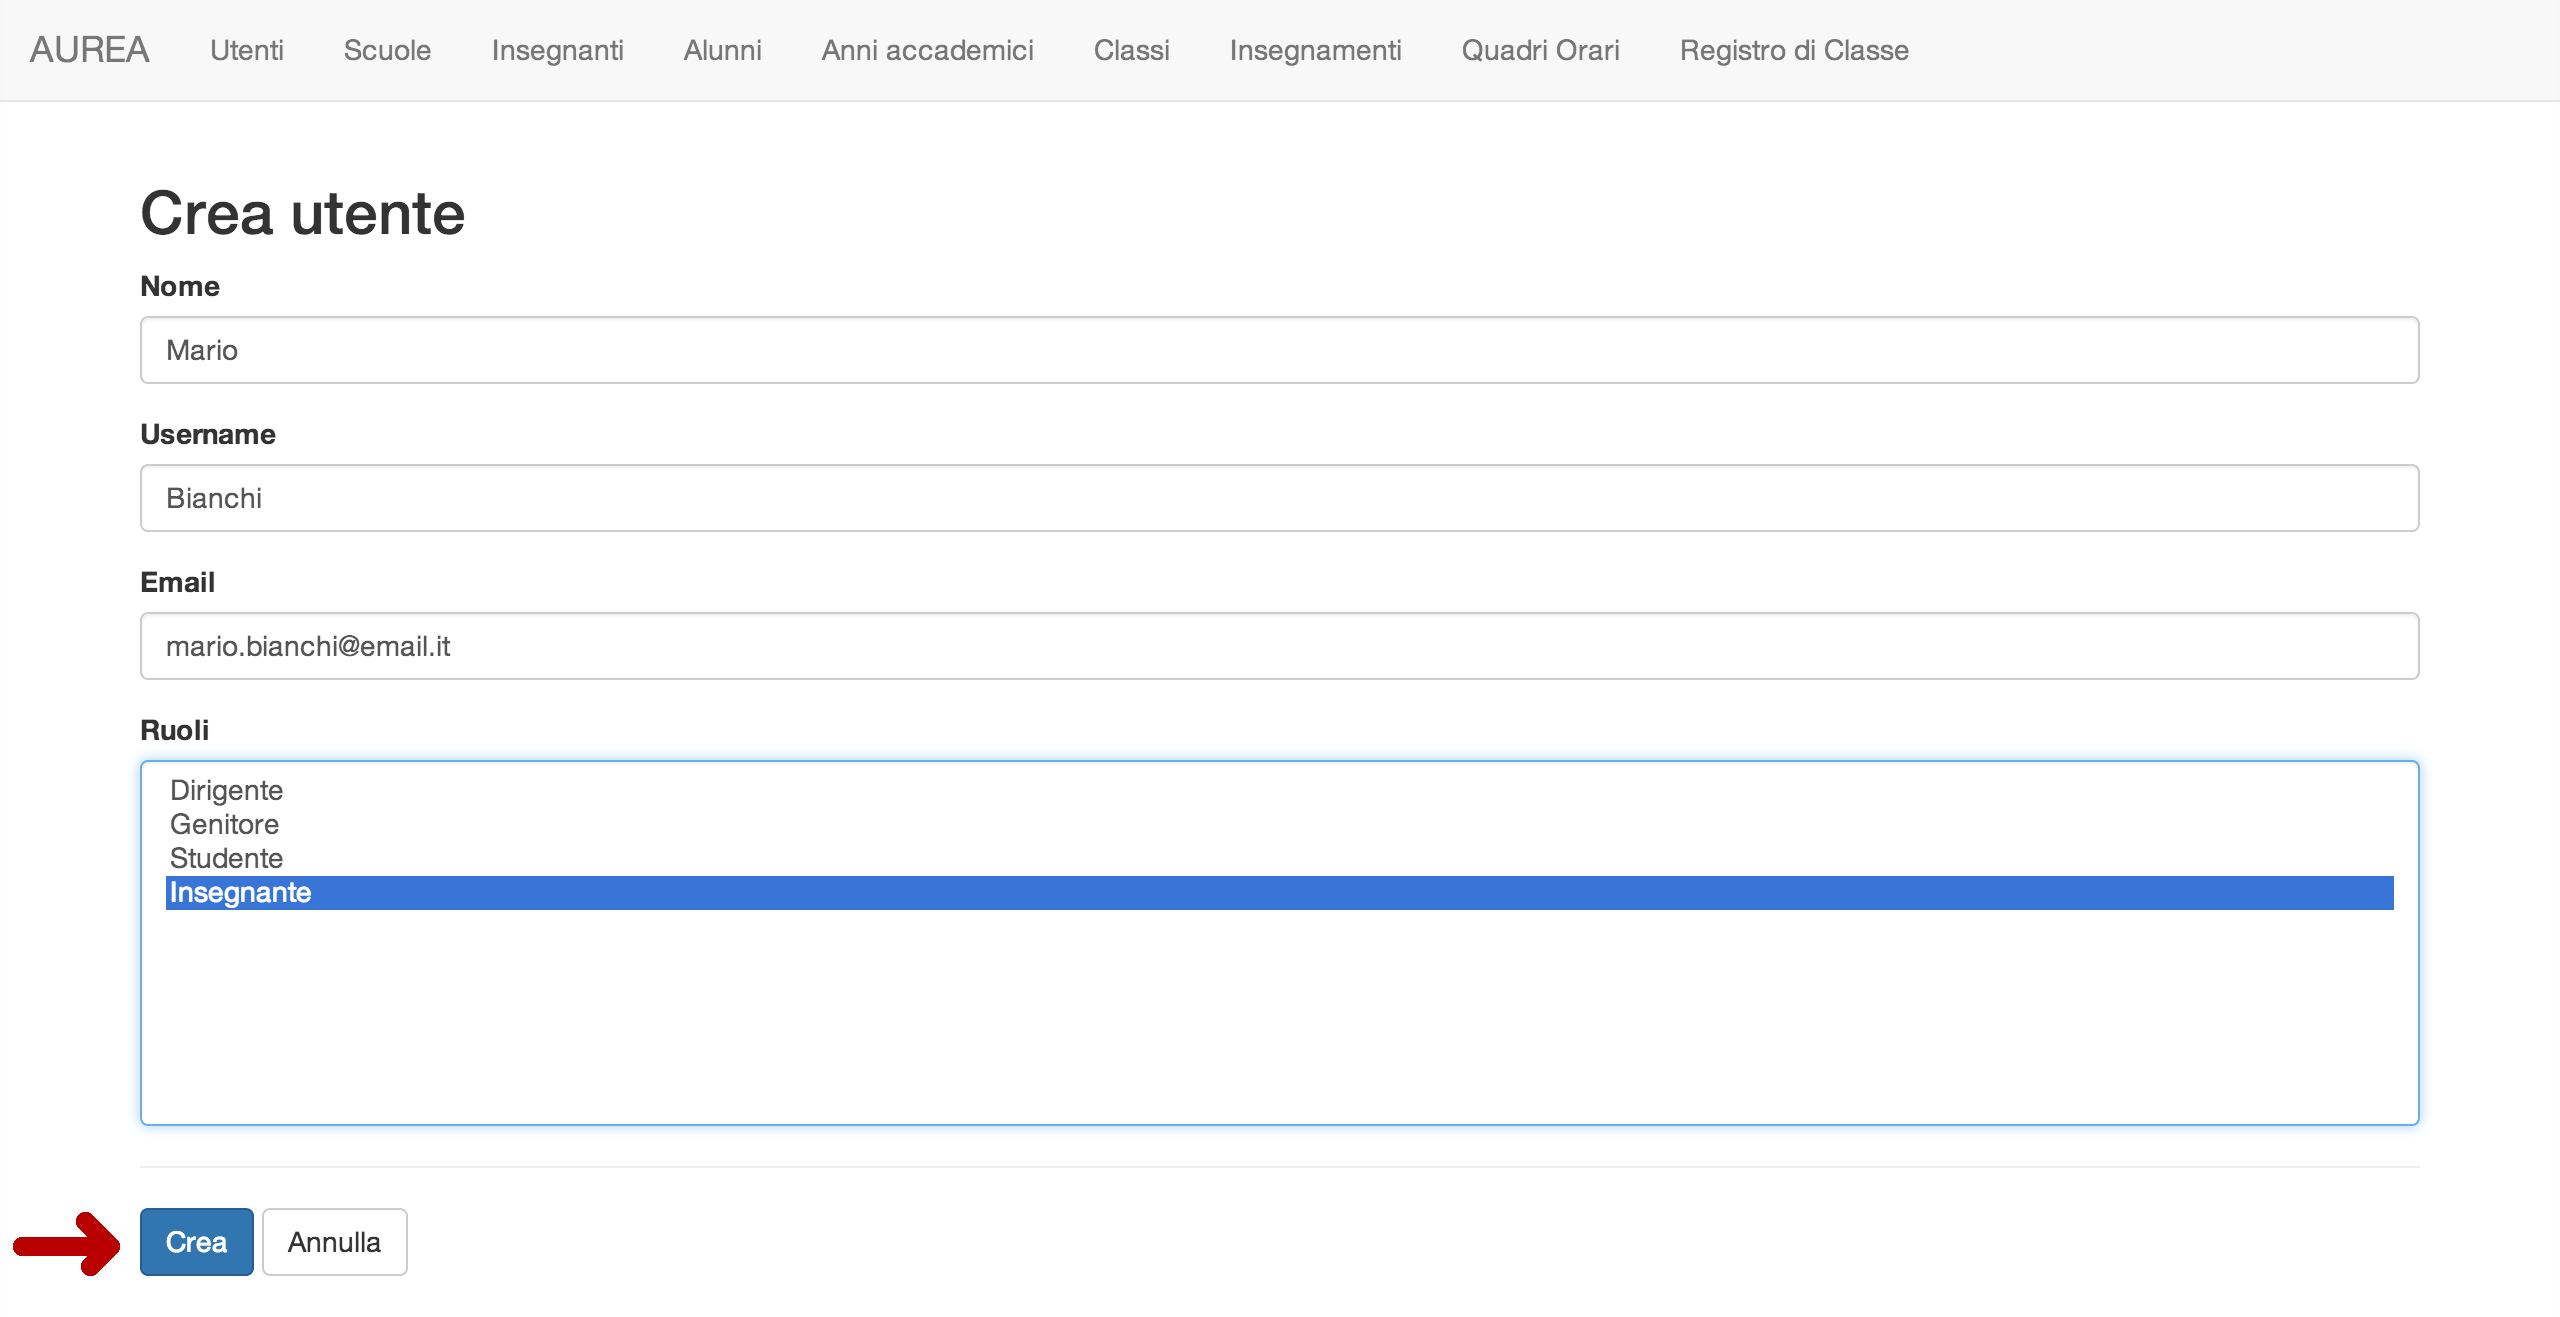 AUREA Utenti Scuole Insegnanti Alunni Anni accademici Classi Insegnamenti Quadri Orari Registro di Classe
Crea utente
Nome
Mario
Username
Bianchi
Email
mario.bianchi@email.it
Ruoli
Dirigente
Genitore
Studente
Insegnante
Crea Annulla